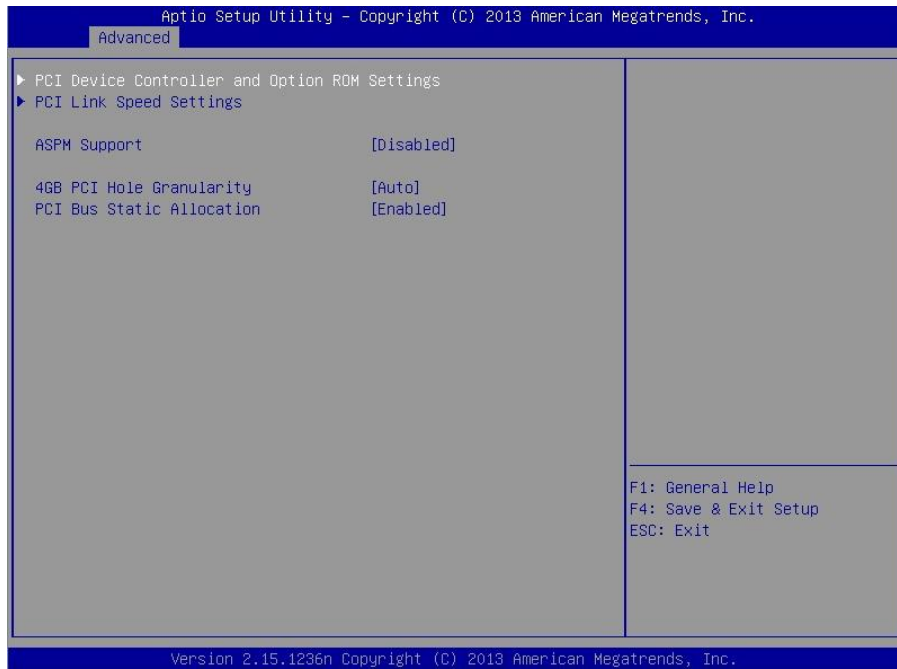 Aptio Setup Utility – Copyright (C) 2013 American Megatrends, Inc.
Advanced
PCI Device Controller and Option ROM Settings
PCI Link Speed Settings
ASPM Support [Disabled]
4GB PCI Hole Granularity [Auto]
PCI Bus Static Allocation [Enabled]
F1: General Help
F4: Save & Exit Setup
ESC: Exit
Version 2.15.1236n Copyright (C) 2013 American Megatrends, Inc.